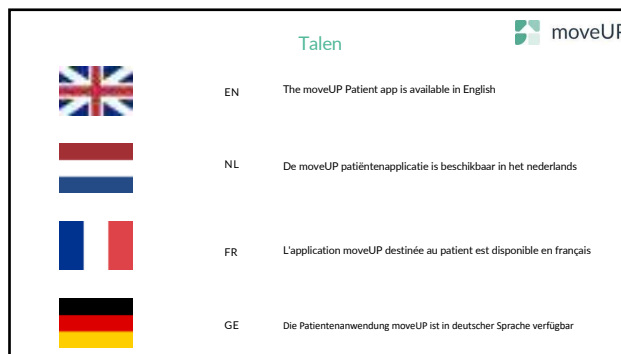 Talen
moveUP
EN
The moveUP Patient app is available in English
NL
De moveUP patiëntenapplicatie is beschikbaar in het nederlands
FR
L'application moveUP destinée au patient est disponible en français
GE
Die Patientenanwendung moveUP ist in deutscher Sprache verfügbar